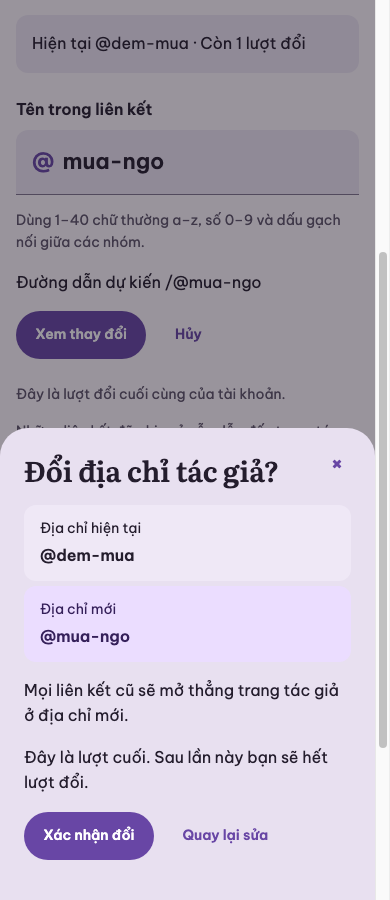 Hiện tại @dem-mua · Còn 1 lượt đổi
Tên trong liên kết
@ mua-ngo
Dùng 1–40 chữ thường a–z, số 0–9 và dấu gạch
nối giữa các nhóm.
Đường dẫn dự kiến /@mua-ngo
Xem thay đổi
Hủy
Đây là lượt đổi cuối cùng của tài khoản.
Đổi địa chỉ tác giả?
Địa chỉ hiện tại
@dem-mua
Địa chỉ mới
@mua-ngo
Mọi liên kết cũ sẽ mở thẳng trang tác giả
ở địa chỉ mới.
Đây là lượt cuối. Sau lần này bạn sẽ hết
lượt đổi.
Xác nhận đổi
Quay lại sửa